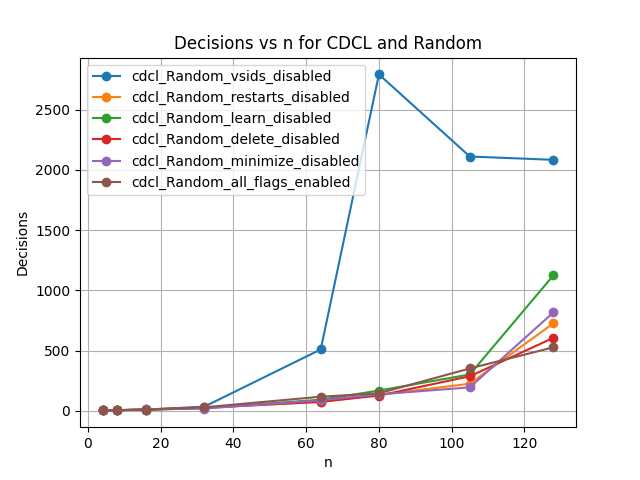 Decisions vs n for CDCL and Random
cdcl_Random_vsids_disabled
cdcl_Random_restarts_disabled
cdcl_Random_learn_disabled
cdcl_Random_delete_disabled
cdcl_Random_minimize_disabled
cdcl_Random_all_flags_enabled
Decisions
2500
2000
1500
1000
500
0
0 20 40 60 80 100 120
n